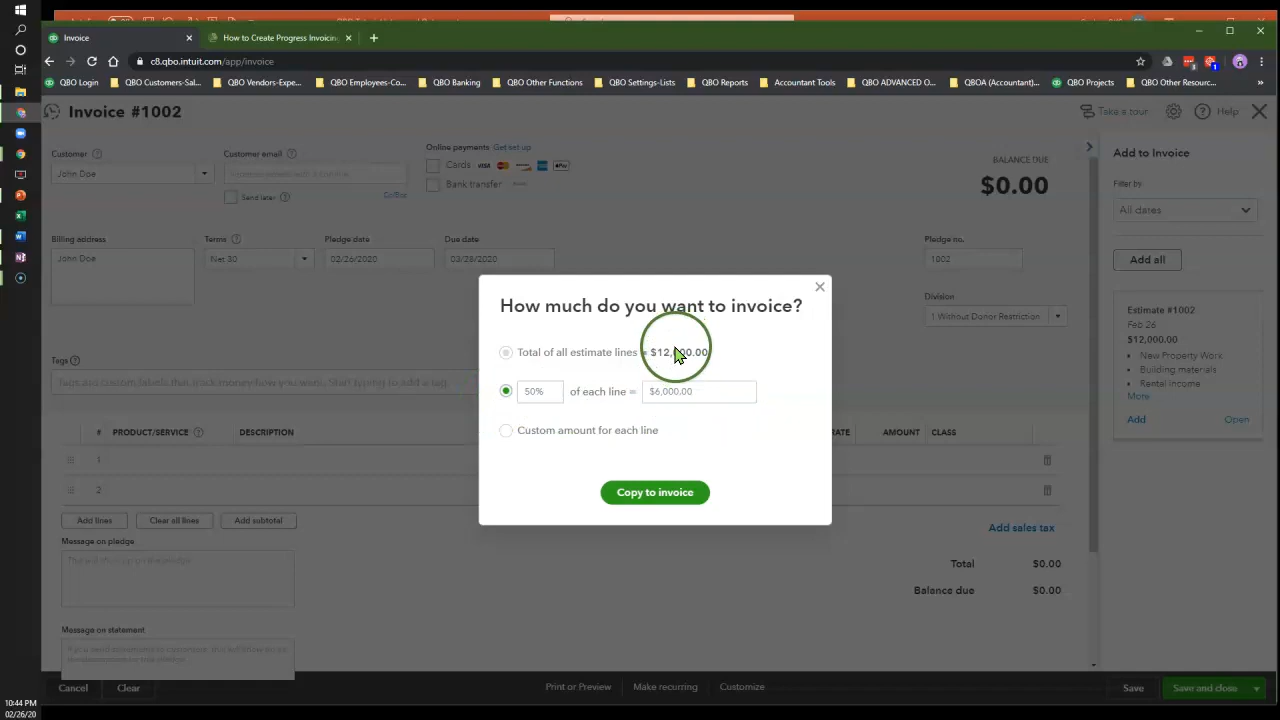 Invoice
How to Create Progress Invoicing
c8.qbo.intuit.com/app/invoice
QBO Login
QBO Customers-Sal...
QBO Vendors-Expe...
QBO Employees-Co...
QBO Banking
QBO Other Functions
QBO Settings-Lists
QBO Reports
Accountant Tools
QBO ADVANCED O...
QBOA (Accountant)...
QBO Projects
QBO Other Resourc...
Invoice #1002
Take a tour
Help
Customer
Customer email
Online payments Get set up
Cards VISA
Bank transfer
John Doe
Send later
Cc/Bcc
BALANCE DUE
$0.00
Add to Invoice
Filter by
All dates
Add all
Billing address
Terms
Pledge date
Due date
Pledge no.
John Doe
Net 30
02/26/2020
03/28/2020
1002
Division
1 Without Donor Restriction
Estimate #1002
Feb 26
$12,000.00
New Property Worx
Building materials
Rental income
More
Add
Open
How much do you want to invoice?
Total of all estimate lines = $12,000.00
50% of each line = $6,000.00
Custom amount for each line
Copy to invoice
Tags
# PRODUCT/SERVICE DESCRIPTION RATE AMOUNT CLASS
1
2
Add lines
Clear all lines
Add subtotal
Add sales tax
Message on pledge
Total $0.00
Balance due $0.00
Message on statement
Cancel
Clear
Print or Preview
Make recurring
Customize
Save
Save and close
10:44 PM
02/26/20